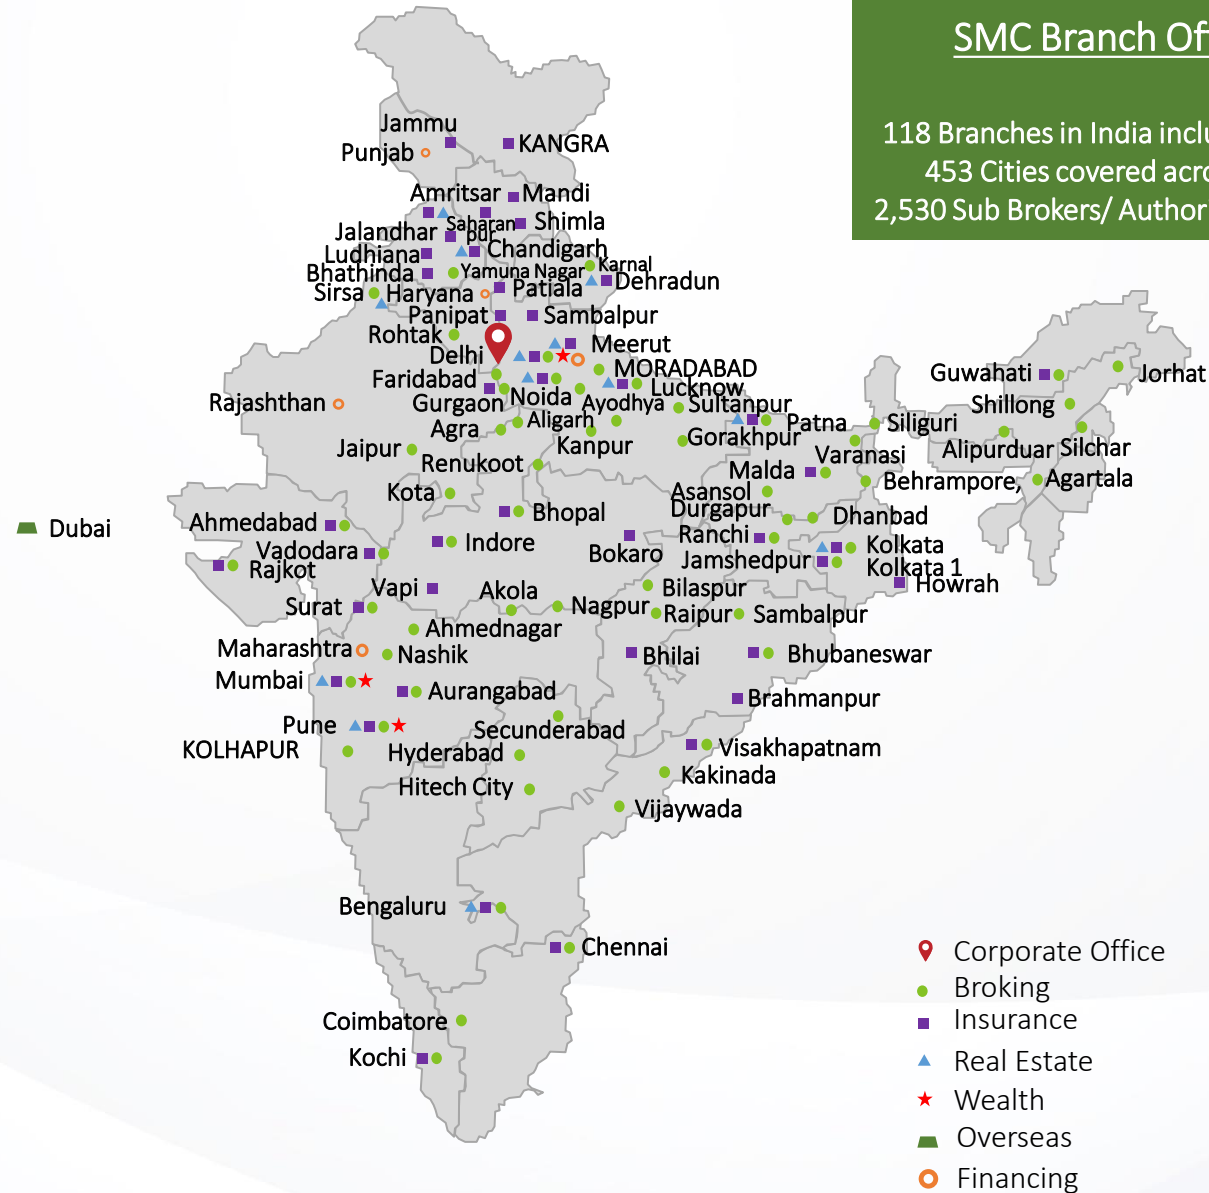 SMC Branch Of
118 Branches in India inclu
453 Cities covered acro
2,530 Sub Brokers/ Author
Jammu
Punjab
KANGRA
Amritsar
Mandi
Saharan
pur
Shimla
Jalandhar
Ludhiana
Chandigarh
Bhathinda
Yamuna Nagar
Karnal
Sirsa
Haryana
Patiala
Dehradun
Panipat
Sambalpur
Rohtak
Delhi
Meerut
MORADABAD
Faridabad
Lucknow
Gurgaon
Noida
Ayodhya
Sultanpur
Rajashthan
Agra
Aligarh
Kanpur
Gorakhpur
Patna
Siliguri
Guwahati
Jorhat
Shillong
Alipurduar
Silchar
Jaipur
Renukoot
Varanasi
Malda
Behrampore,
Agartala
Kota
Asansol
Durgapur
Dhanbad
Dubai
Ahmedabad
Bhopal
Ranchi
Vadodara
Indore
Bokaro
Kolkata
Rajkot
Jamshedpur
Kolkata 1
Howrah
Vapi
Akola
Bilaspur
Surat
Nagpur
Raipur
Sambalpur
Ahmednagar
Maharashtra
Nashik
Bhilai
Bhubaneswar
Mumbai
Aurangabad
Brahmanpur
Pune
Secunderabad
KOLHAPUR
Hyderabad
Visakhapatnam
Hitech City
Kakinada
Vijaywada
Bengaluru
Chennai
Coimbatore
Kochi
Corporate Office
Broking
Insurance
Real Estate
Wealth
Overseas
Financing